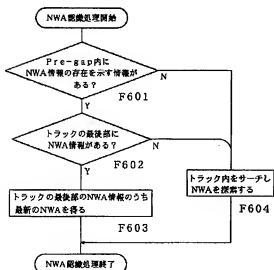 NWA認識処理開始
Pre-gap内に
NWA情報の存在を示す情報が
ある?
N
Y
F601
トラックの最後部に
NWA情報がある?
N
Y
F602
トラック内をサーチし
NWAを探索する
F604
トラックの最後部のNWA情報のうち
最新のNWAを得る
F603
NWA認識処理終了